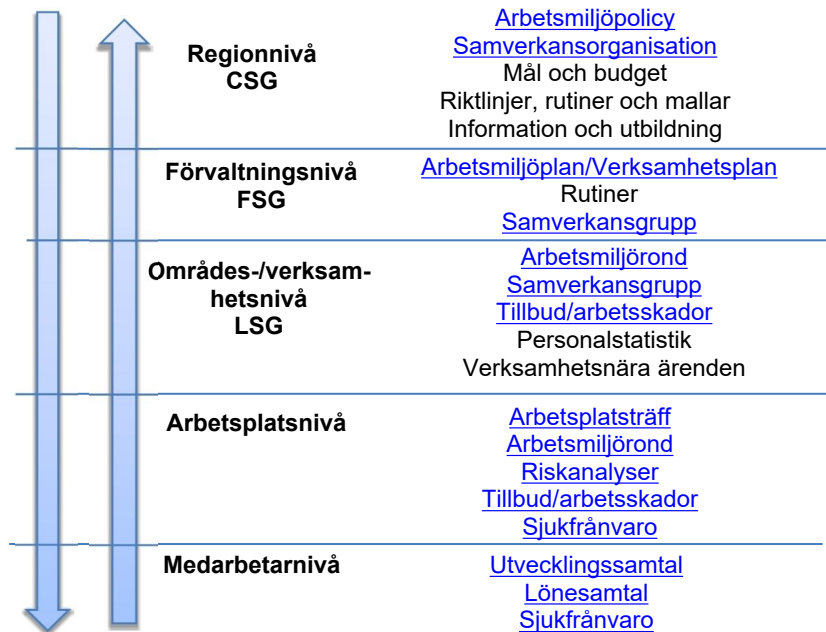 Regionnivå
CSG
Arbetsmiljöpolicy
Samverkansorganisation
Mål och budget
Riktlinjer, rutiner och mallar
Information och utbildning
Förvaltningsnivå
FSG
Arbetsmiljöplan/Verksamhetsplan
Rutiner
Samverkansgrupp
Områdes-/verksam-
hetsnivå
LSG
Arbetsmiljörond
Samverkansgrupp
Tillbud/arbetsskador
Personalstatistik
Verksamhetsnära ärenden
Arbetsplatsnivå
Arbetsplatsträff
Arbetsmiljörond
Riskanalyser
Tillbud/arbetsskador
Sjukfrånvaro
Medarbetarnivå
Utvecklingssamtal
Lönesamtal
Sjukfrånvaro